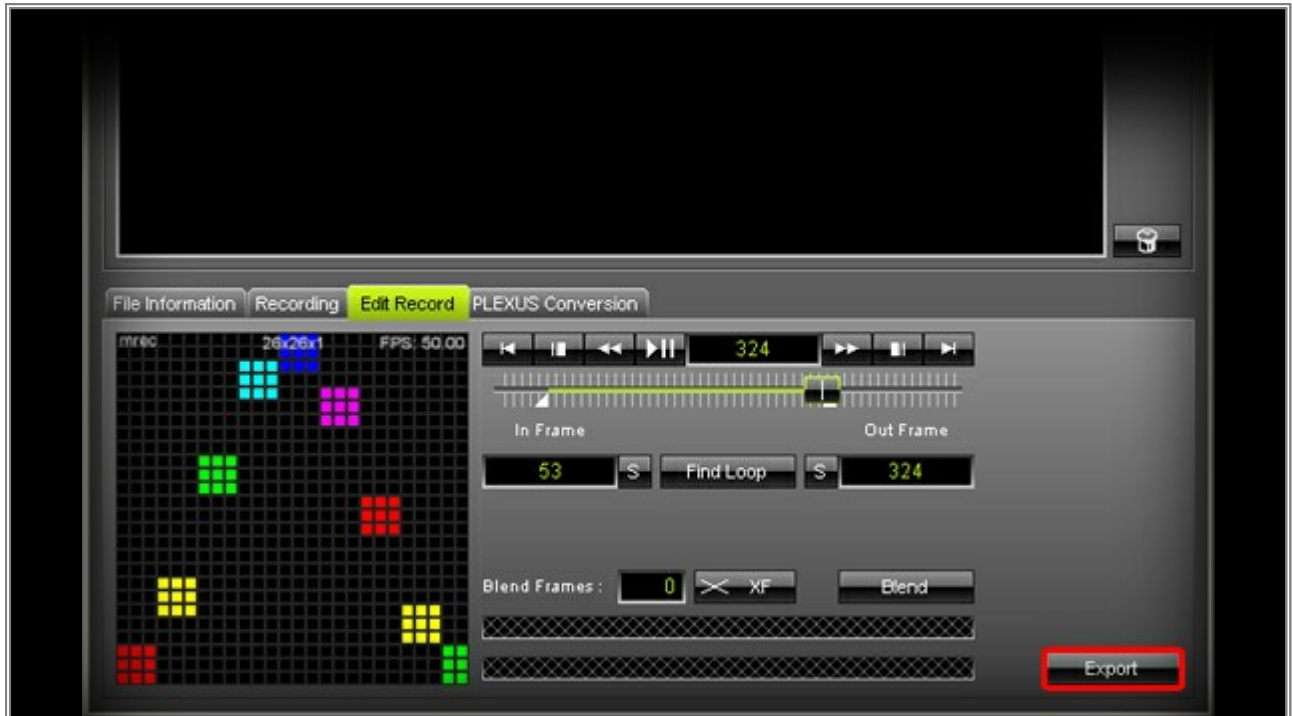 File Information Recording Edit Record PLEXUS Conversion
mrec 26x26x1 FPS: 50.00
324
In Frame Out Frame
53 S Find Loop S 324
Blend Frames : 0 XF Blend
Export